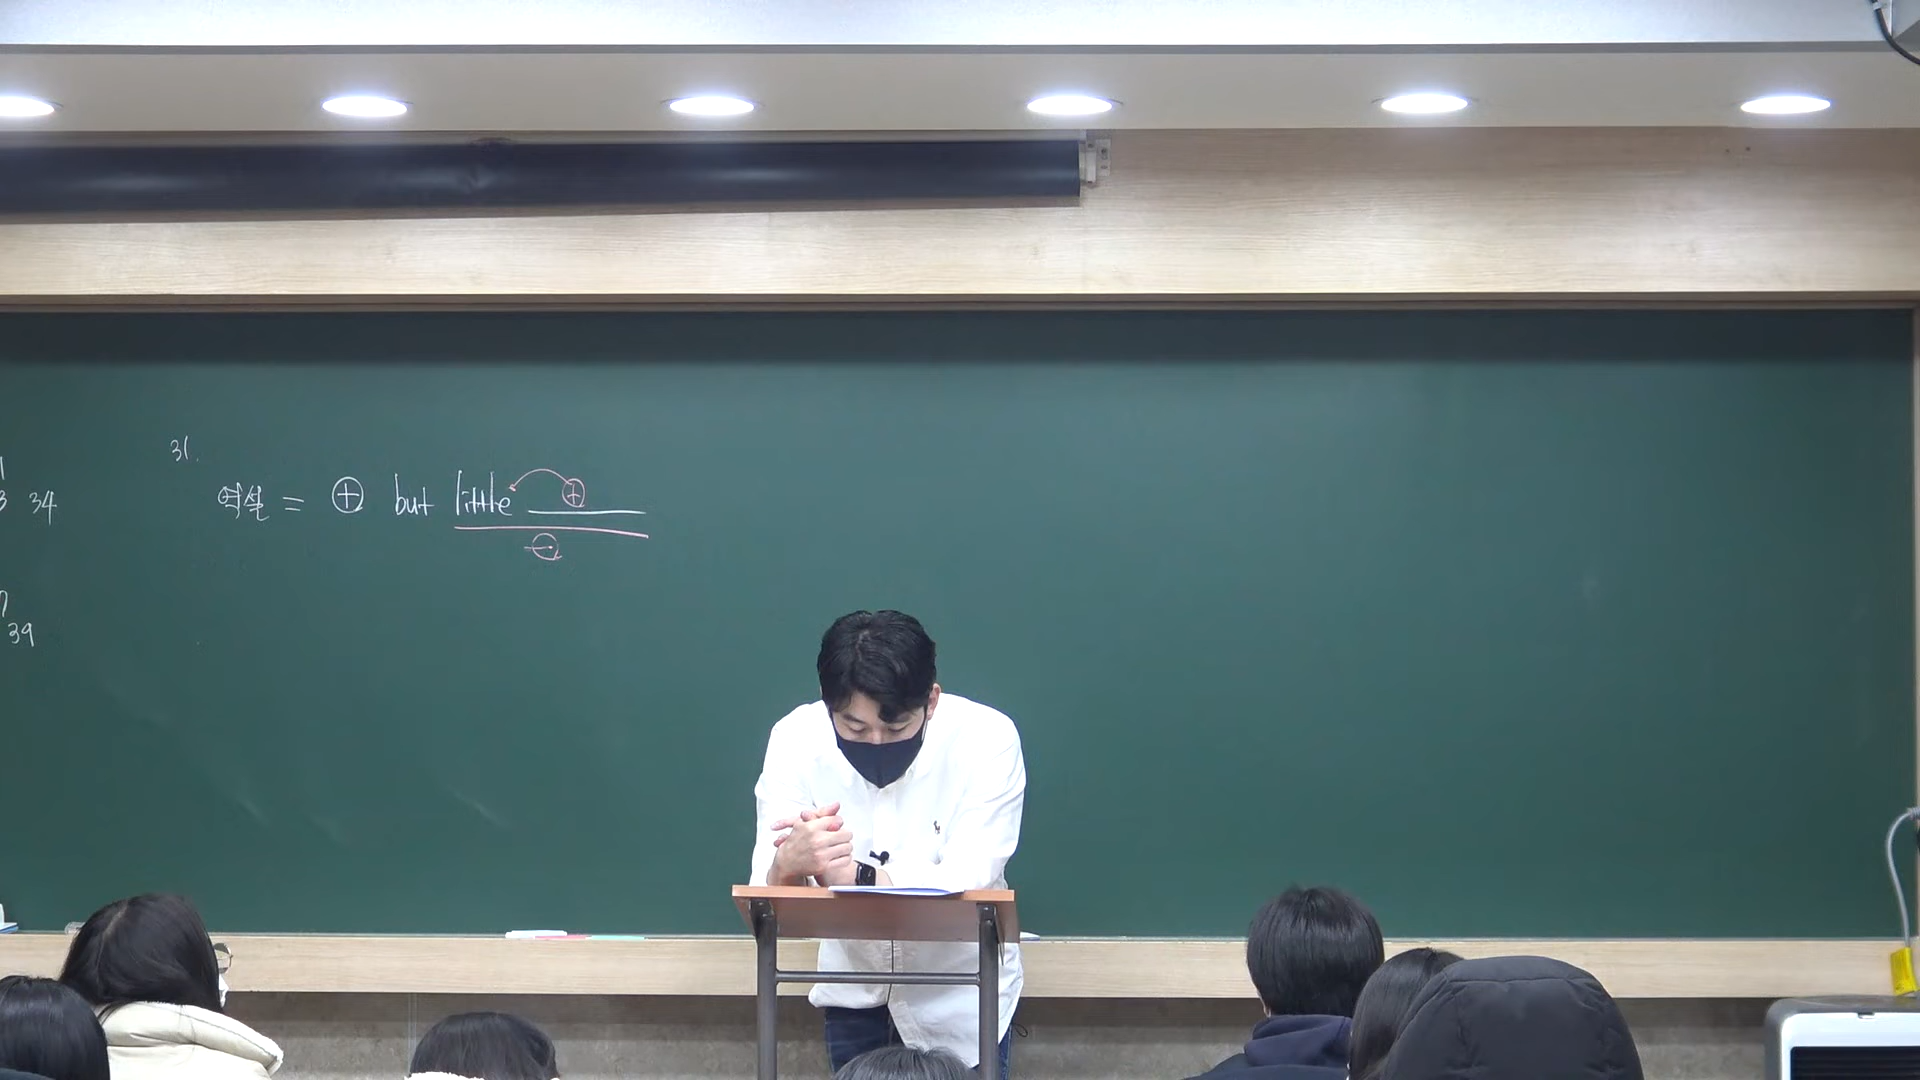 31.
역설 = ⊕ but little ⊕
⊖
34
39